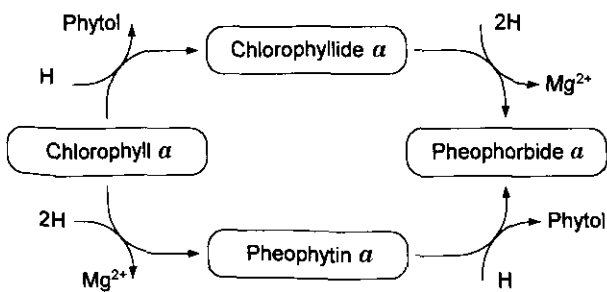 Phytol
Chlorophyllide a
2H
H
Mg²⁺
Chlorophyll a
Pheophorbide a
2H
Phytol
Pheophytin a
Mg²⁺
H